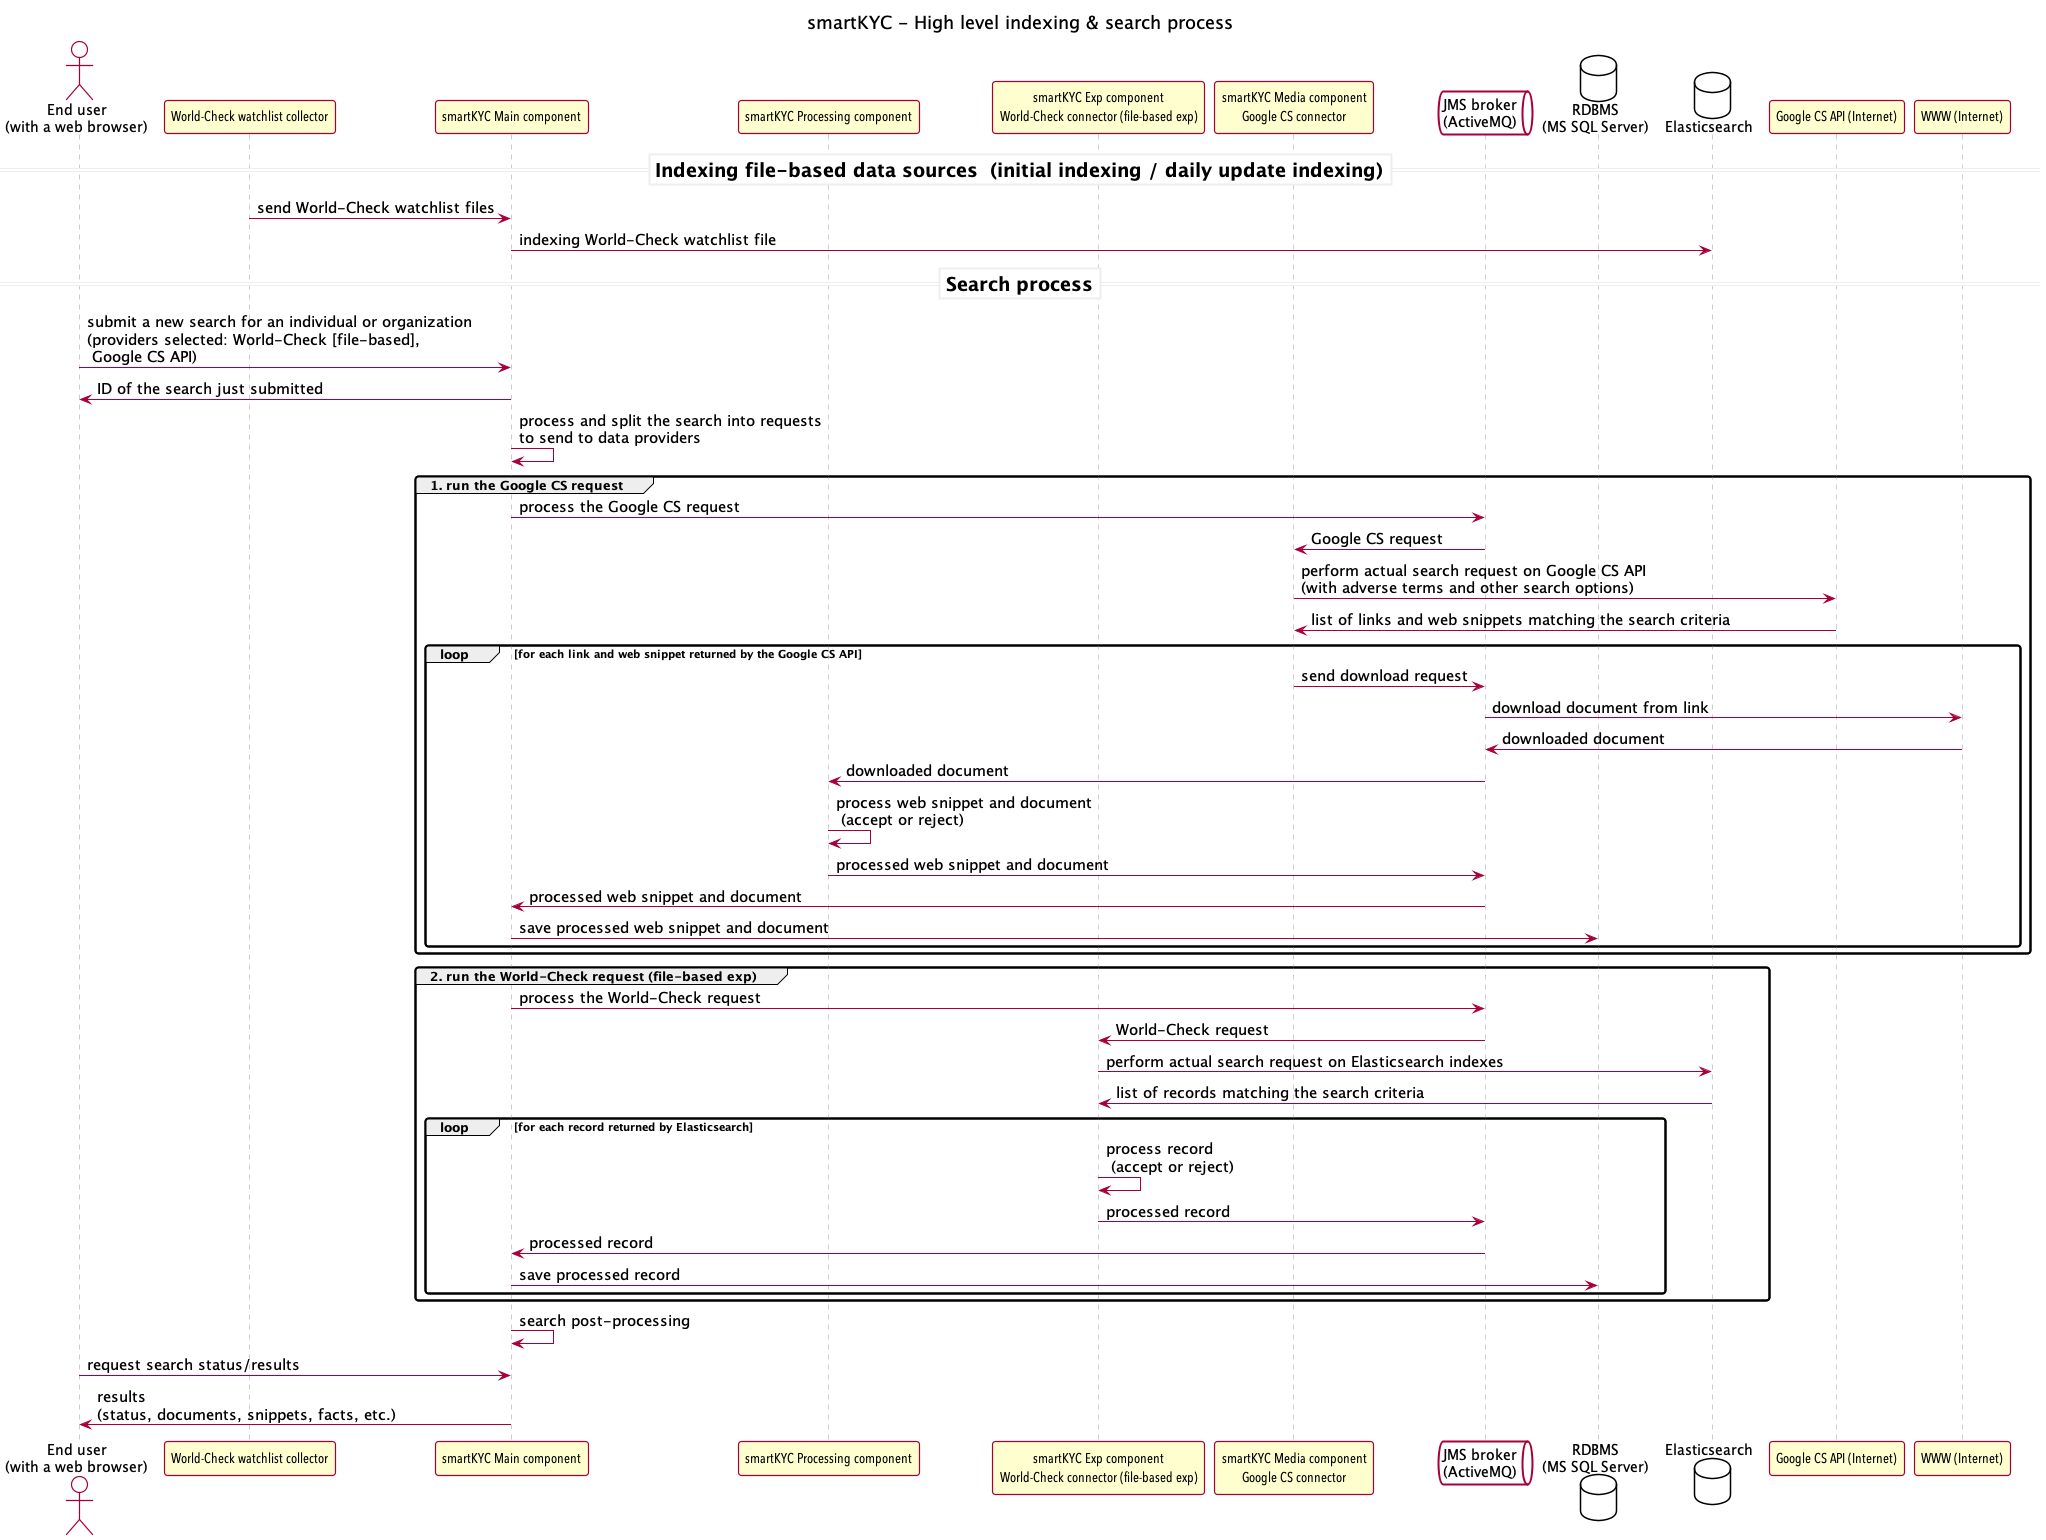 smartKYC - High level indexing & search process
End user
(with a web browser)
World-Check watchlist collector
smartKYC Main component
smartKYC Processing component
smartKYC Exp component
World-Check connector (file-based exp)
smartKYC Media component
Google CS connector
JMS broker
(ActiveMQ)
RDBMS
(MS SQL Server)
Elasticsearch
Google CS API (Internet)
WWW (Internet)
Indexing file-based data sources  (initial indexing / daily update indexing)
send World-Check watchlist files
indexing World-Check watchlist file
Search process
submit a new search for an individual or organization
(providers selected: World-Check [file-based],
Google CS API)
ID of the search just submitted
process and split the search into requests
to send to data providers
1. run the Google CS request
process the Google CS request
Google CS request
perform actual search request on Google CS API
(with adverse terms and other search options)
list of links and web snippets matching the search criteria
loop [for each link and web snippet returned by the Google CS API]
send download request
download document from link
downloaded document
downloaded document
process web snippet and document
(accept or reject)
processed web snippet and document
processed web snippet and document
save processed web snippet and document
2. run the World-Check request (file-based exp)
process the World-Check request
World-Check request
perform actual search request on Elasticsearch indexes
list of records matching the search criteria
loop [for each record returned by Elasticsearch]
process record
(accept or reject)
processed record
processed record
save processed record
search post-processing
request search status/results
results
(status, documents, snippets, facts, etc.)
End user
(with a web browser)
World-Check watchlist collector
smartKYC Main component
smartKYC Processing component
smartKYC Exp component
World-Check connector (file-based exp)
smartKYC Media component
Google CS connector
JMS broker
(ActiveMQ)
RDBMS
(MS SQL Server)
Elasticsearch
Google CS API (Internet)
WWW (Internet)